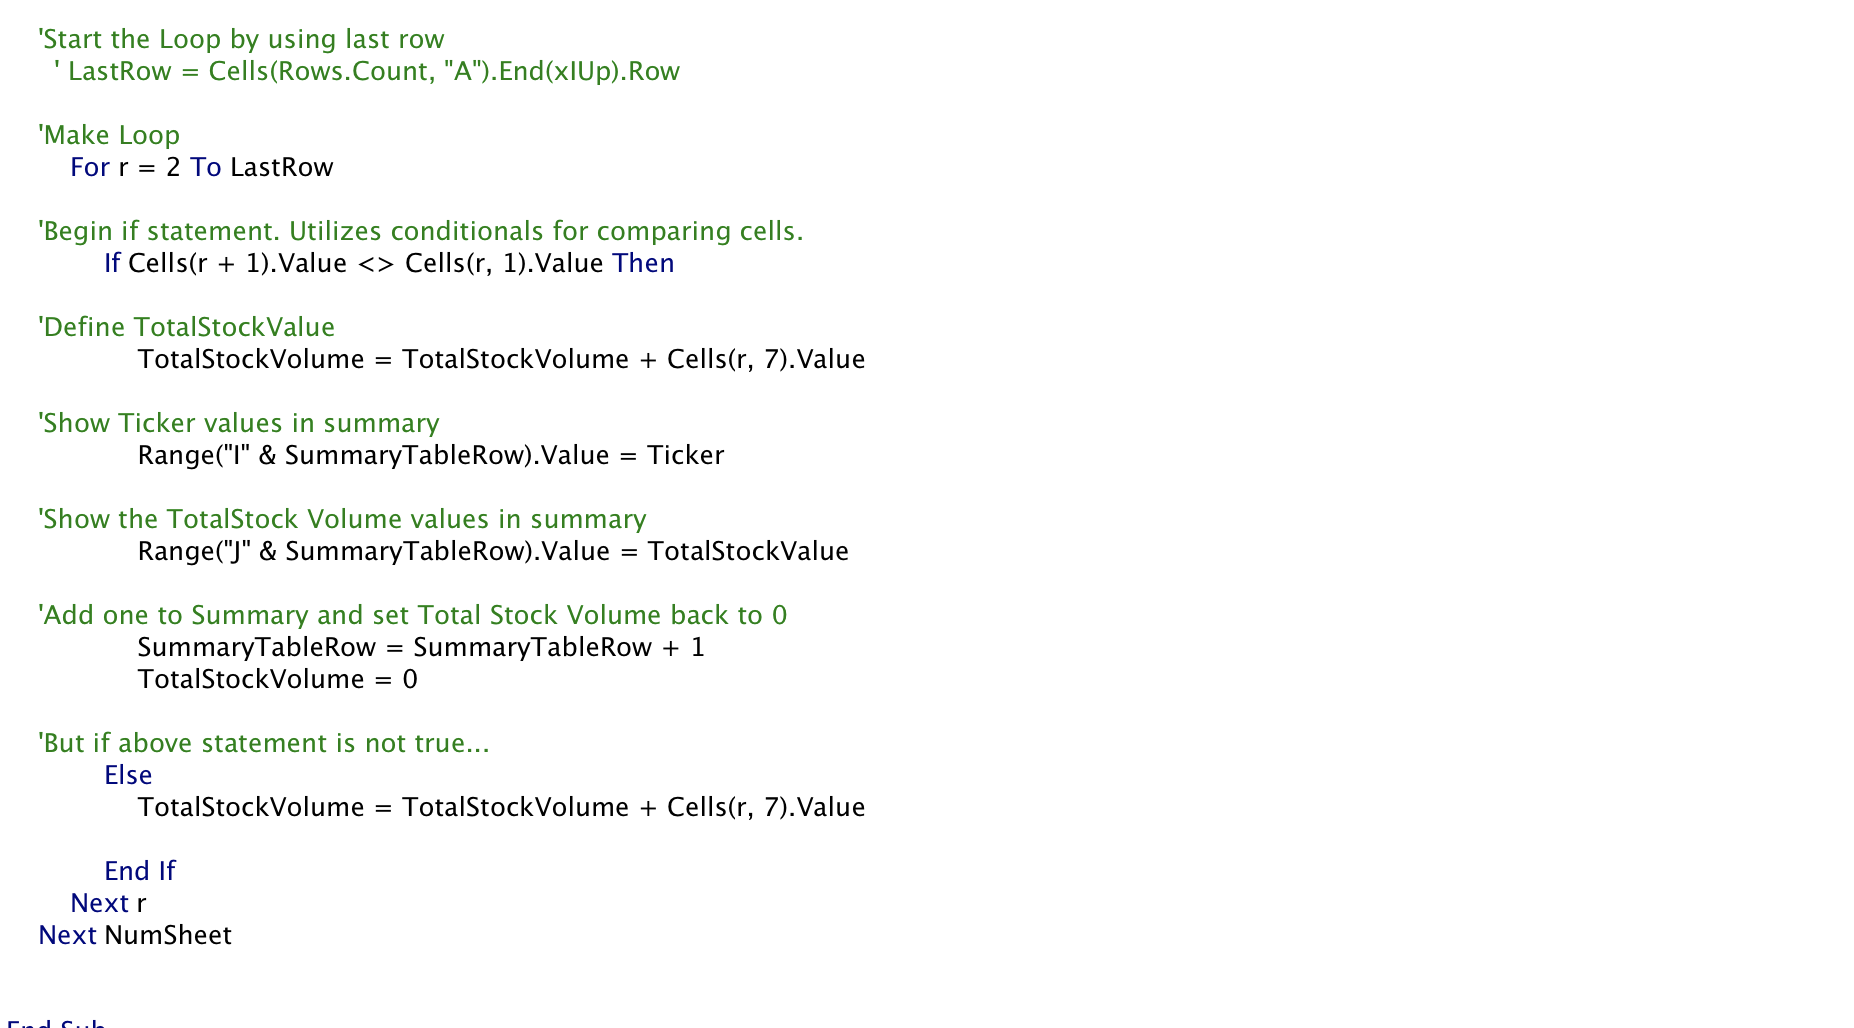 'Start the Loop by using last row
' LastRow = Cells(Rows.Count, "A").End(xIUp).Row
'Make Loop
For r = 2 To LastRow
'Begin if statement. Utilizes conditionals for comparing cells.
If Cells(r + 1).Value <> Cells(r, 1).Value Then
'Define TotalStockValue
TotalStockVolume = TotalStockVolume + Cells(r, 7).Value
'Show Ticker values in summary
Range("I" & SummaryTableRow).Value = Ticker
'Show the TotalStock Volume values in summary
Range("J" & SummaryTableRow).Value = TotalStockValue
'Add one to Summary and set Total Stock Volume back to 0
SummaryTableRow = SummaryTableRow + 1
TotalStockVolume = 0
'But if above statement is not true...
Else
TotalStockVolume = TotalStockVolume + Cells(r, 7).Value
End If
Next r
Next NumSheet
End Sub